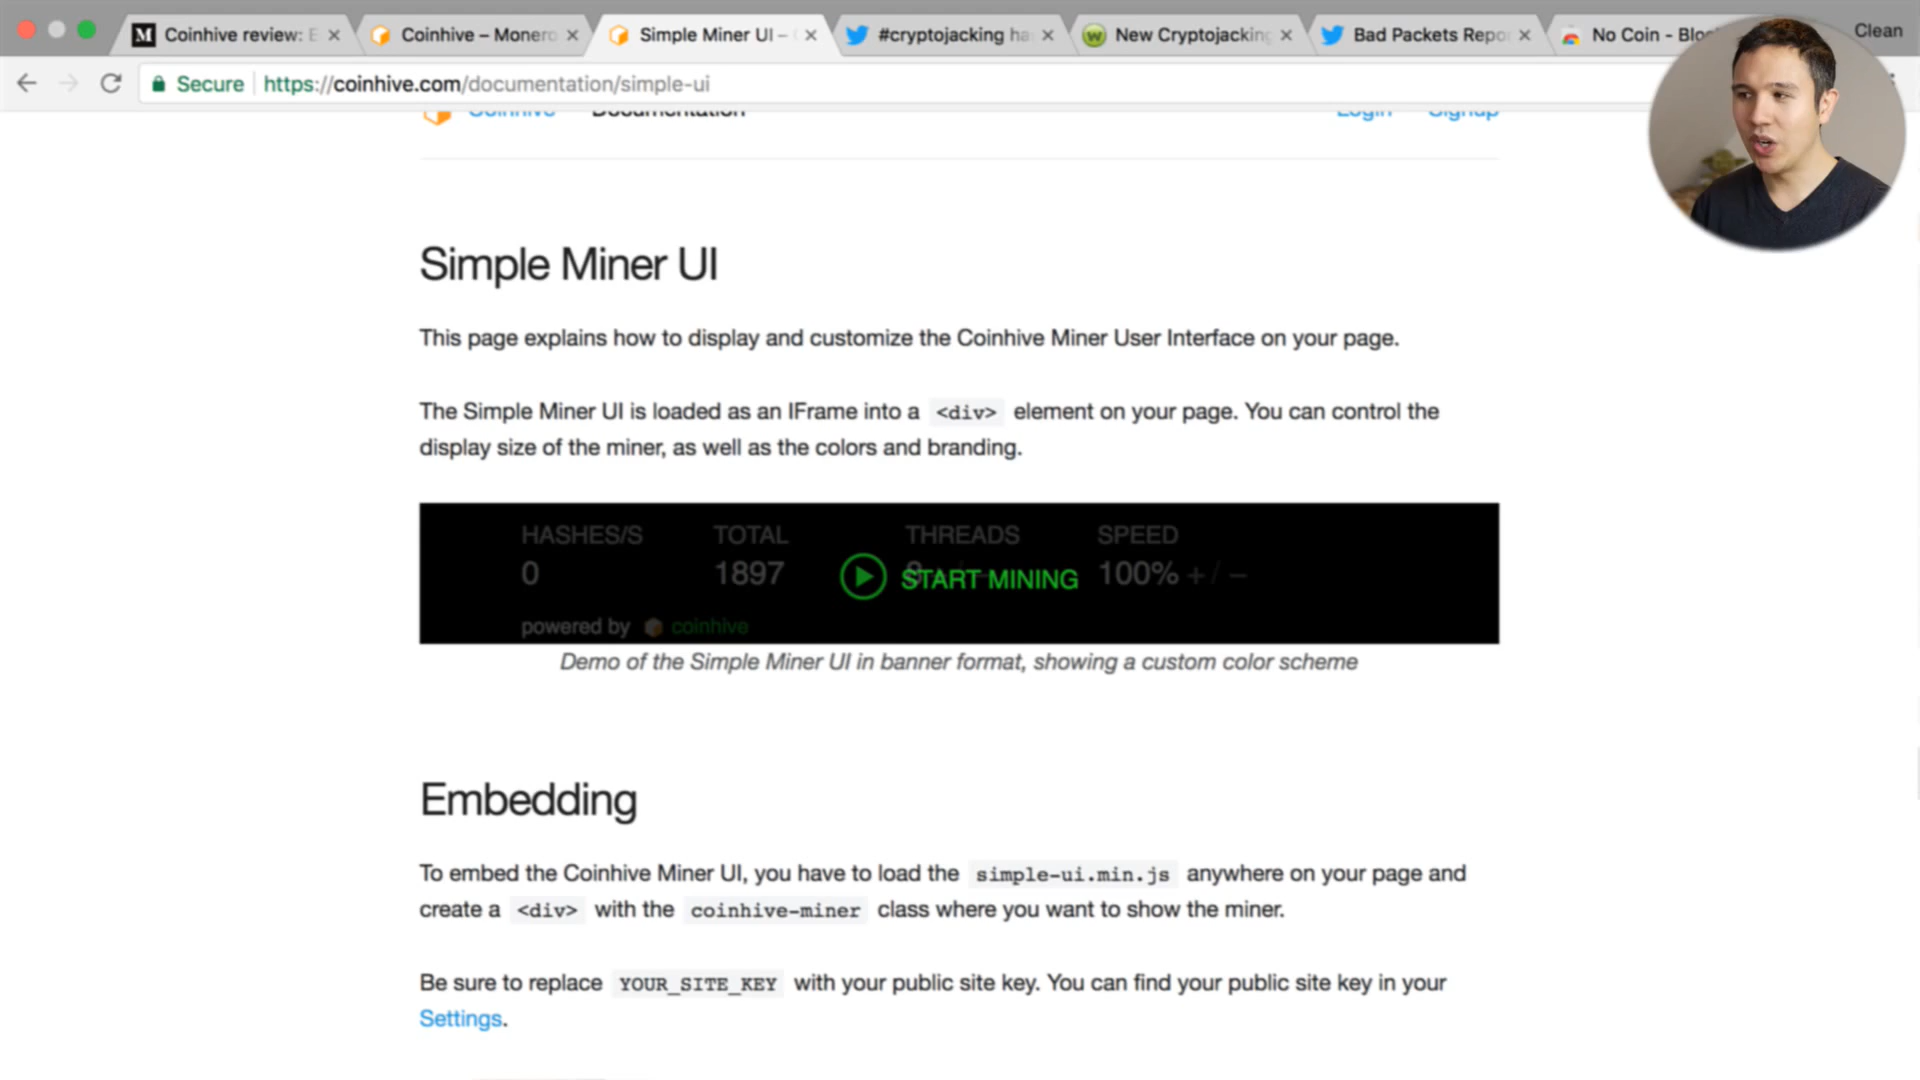 Coinhive review: E
Coinhive – Monero
Simple Miner UI –
#cryptojacking ha
New Cryptojacking
Bad Packets Repo
No Coin - Blo
Clean
Secure https://coinhive.com/documentation/simple-ui
Coinhive Documentation Login Signup
Simple Miner UI
This page explains how to display and customize the Coinhive Miner User Interface on your page.
The Simple Miner UI is loaded as an IFrame into a <div> element on your page. You can control the
display size of the miner, as well as the colors and branding.
HASHES/S TOTAL THREADS SPEED
0 1897 8 START MINING 100% + / –
powered by coinhive
Demo of the Simple Miner UI in banner format, showing a custom color scheme
Embedding
To embed the Coinhive Miner UI, you have to load the simple-ui.min.js anywhere on your page and
create a <div> with the coinhive-miner class where you want to show the miner.
Be sure to replace YOUR_SITE_KEY with your public site key. You can find your public site key in your
Settings.